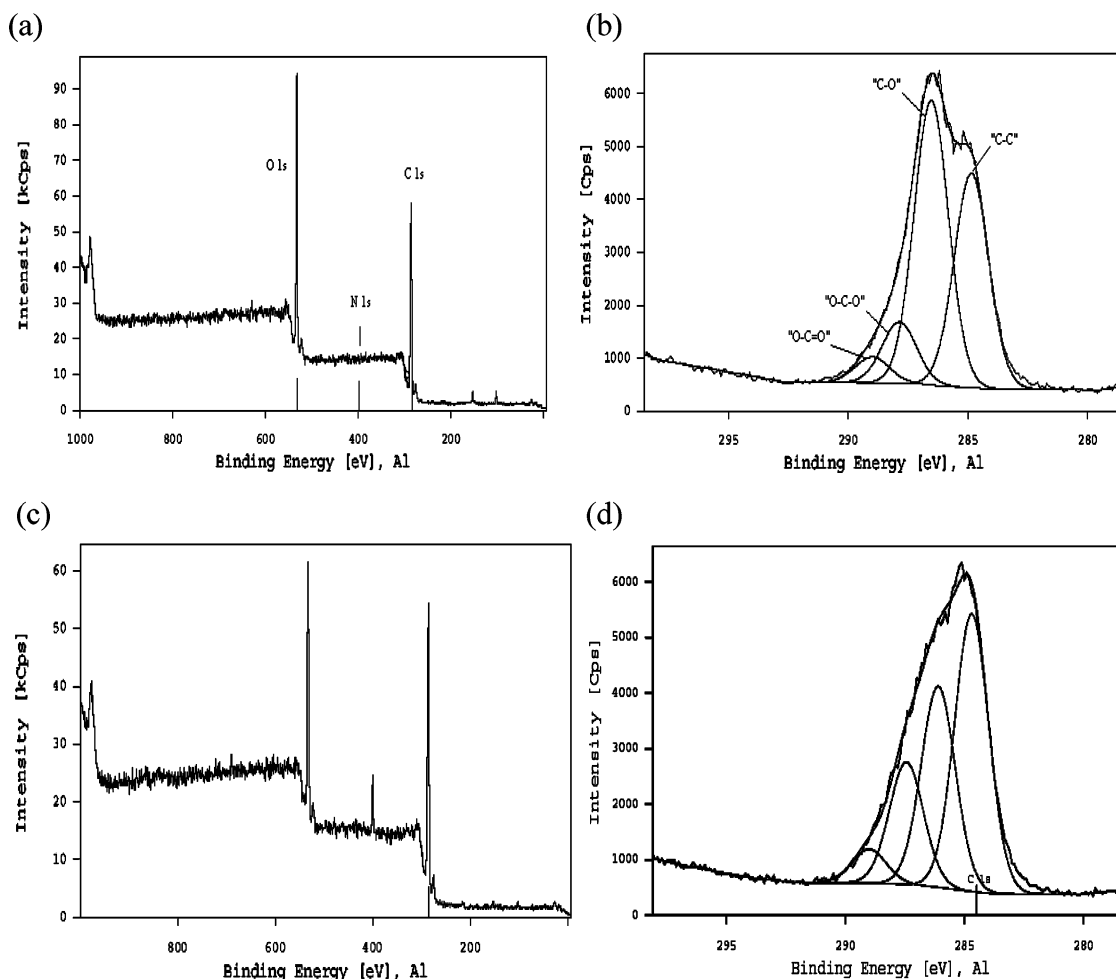 (a)
Intensity [kCps]
90
80
70
60
50
40
30
20
10
0
O 1s
N 1s
C 1s
1000 800 600 400 200
Binding Energy [eV], Al
(b)
Intensity [Cps]
6000
5000
4000
3000
2000
1000
0
"C-O"
"C-C"
"O-C-O"
"O-C=O"
295 290 285 280
Binding Energy [eV], Al
(c)
Intensity [kCps]
60
50
40
30
20
10
0
800 600 400 200
Binding Energy [eV], Al
(d)
Intensity [Cps]
6000
5000
4000
3000
2000
1000
0
C 1s
295 290 285 280
Binding Energy [eV], Al